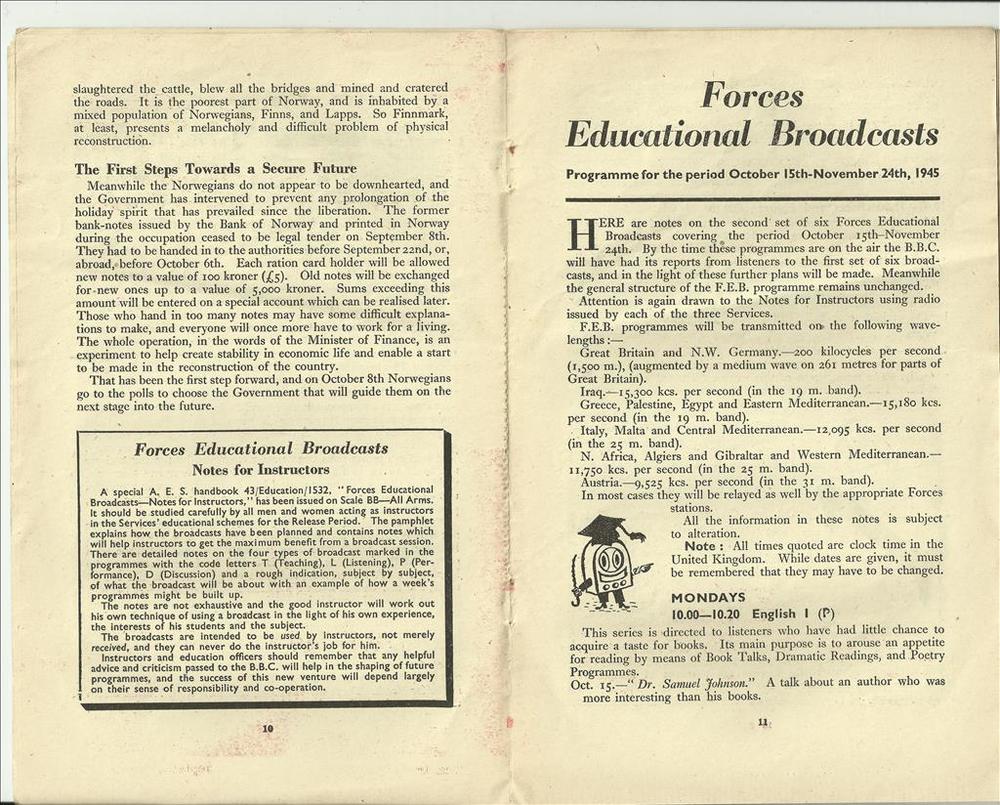 slaughtered the cattle, blew all the bridges and mined and cratered
the roads. It is the poorest part of Norway, and is inhabited by a
mixed population of Norwegians, Finns, and Lapps. So Finnmark,
at least, presents a melancholy and difficult problem of physical
reconstruction.
The First Steps Towards a Secure Future
Meanwhile the Norwegians do not appear to be downhearted, and
the Government has intervened to prevent any prolongation of the
holiday spirit that has prevailed since the liberation. The former
bank-notes issued by the Bank of Norway and printed in Norway
during the occupation ceased to be legal tender on September 8th.
They had to be handed in to the authorities before September 22nd, or,
abroad, before October 6th. Each ration card holder will be allowed
new notes to a value of 100 kroner (£5). Old notes will be exchanged
for new ones up to a value of 5,000 kroner. Sums exceeding this
amount will be entered on a special account which can be realised later.
Those who hand in too many notes may have some difficult explana-
tions to make, and everyone will once more have to work for a living.
The whole operation, in the words of the Minister of Finance, is an
experiment to help create stability in economic life and enable a start
to be made in the reconstruction of the country.
That has been the first step forward, and on October 8th Norwegians
go to the polls to choose the Government that will guide them on the
next stage into the future.
Forces Educational Broadcasts
Notes for Instructors
A special A. E. S. handbook 43/Education/1532, "Forces Educational
Broadcasts—Notes for Instructors," has been issued on Scale BB—All Arms.
It should be studied carefully by all men and women acting as instructors
in the Services' educational schemes for the Release Period. The pamphlet
explains how the broadcasts have been planned and contains notes which
will help instructors to get the maximum benefit from a broadcast session.
There are detailed notes on the four types of broadcast marked in the
programmes with the code letters T (Teaching), L (Listening), P (Per-
formance), D (Discussion) and a rough indication, subject by subject,
of what the broadcast will be about with an example of how a week's
programmes might be built up.
The notes are not exhaustive and the good instructor will work out
his own technique of using a broadcast in the light of his own experience,
the interests of his students and the subject.
The broadcasts are intended to be used by Instructors, not merely
received, and they can never do the instructor's job for him.
Instructors and education officers should remember that any helpful
advice and criticism passed to the B.B.C. will help in the shaping of future
programmes, and the success of this new venture will depend largely
on their sense of responsibility and co-operation.
10
Forces
Educational Broadcasts
Programme for the period October 15th-November 24th, 1945
HERE are notes on the second set of six Forces Educational
Broadcasts covering the period October 15th–November
24th. By the time these programmes are on the air the B.B.C.
will have had its reports from listeners to the first set of six broad-
casts, and in the light of these further plans will be made. Meanwhile
the general structure of the F.E.B. programme remains unchanged.
Attention is again drawn to the Notes for Instructors using radio
issued by each of the three Services.
F.E.B. programmes will be transmitted on the following wave-
lengths :—
Great Britain and N.W. Germany.—200 kilocycles per second
(1,500 m.), (augmented by a medium wave on 261 metres for parts of
Great Britain).
Iraq.—15,300 kcs. per second (in the 19 m. band).
Greece, Palestine, Egypt and Eastern Mediterranean.—15,180 kcs.
per second (in the 19 m. band).
Italy, Malta and Central Mediterranean.—12,095 kcs. per second
(in the 25 m. band).
N. Africa, Algiers and Gibraltar and Western Mediterranean.—
11,750 kcs. per second (in the 25 m. band).
Austria.—9,525 kcs. per second (in the 31 m. band).
In most cases they will be relayed as well by the appropriate Forces
stations.
All the information in these notes is subject
to alteration.
Note : All times quoted are clock time in the
United Kingdom. While dates are given, it must
be remembered that they may have to be changed.
MONDAYS
10.00—10.20 English 1 (P)
This series is directed to listeners who have had little chance to
acquire a taste for books. Its main purpose is to arouse an appetite
for reading by means of Book Talks, Dramatic Readings, and Poetry
Programmes.
Oct. 15.—"Dr. Samuel Johnson." A talk about an author who was
more interesting than his books.
11